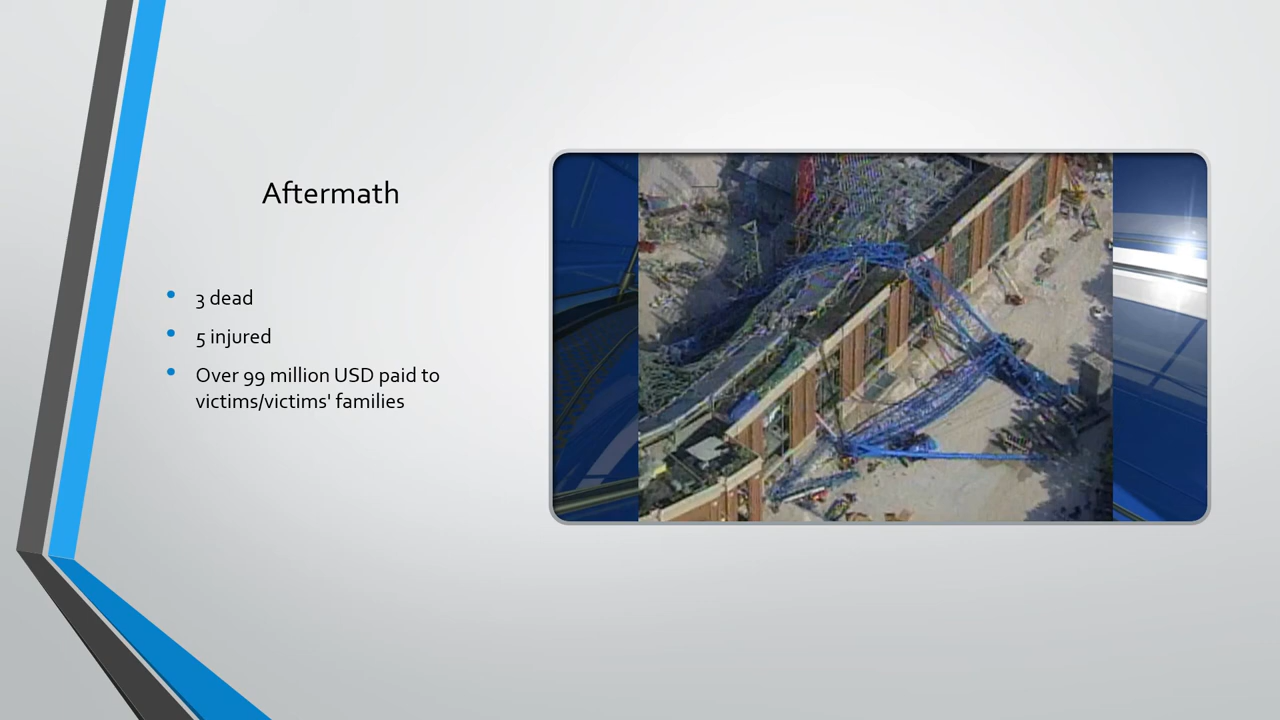 Aftermath
3 dead
5 injured
Over 99 million USD paid to
victims/victims' families